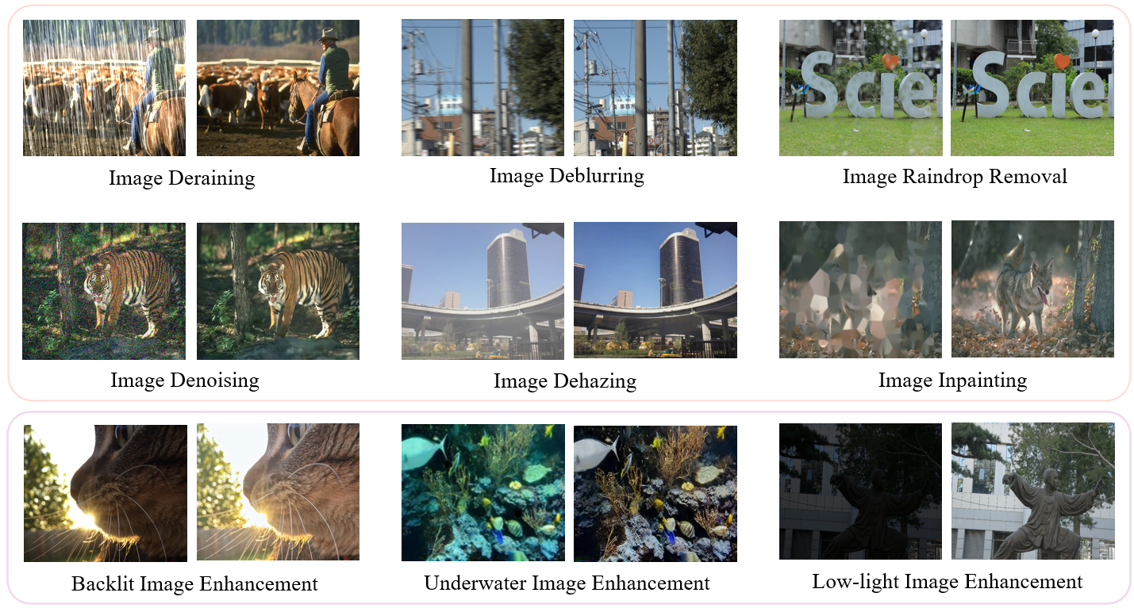 Scie
Scie
Image Deraining
Image Deblurring
Image Raindrop Removal
Image Denoising
Image Dehazing
Image Inpainting
Backlit Image Enhancement
Underwater Image Enhancement
Low-light Image Enhancement